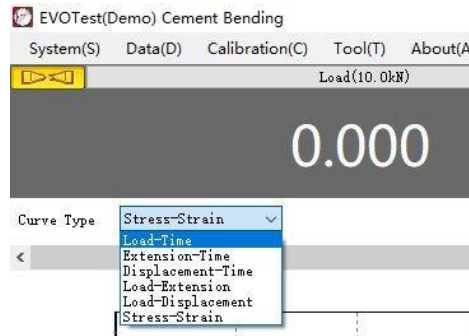 EVOTest(Demo) Cement Bending
System(S) Data(D) Calibration(C) Tool(T) About(A
Load(10.0kN)
0.000
Curve Type Stress-Strain
Load-Time
Extension-Time
Displacement-Time
Load-Extension
Load-Displacement
Stress-Strain